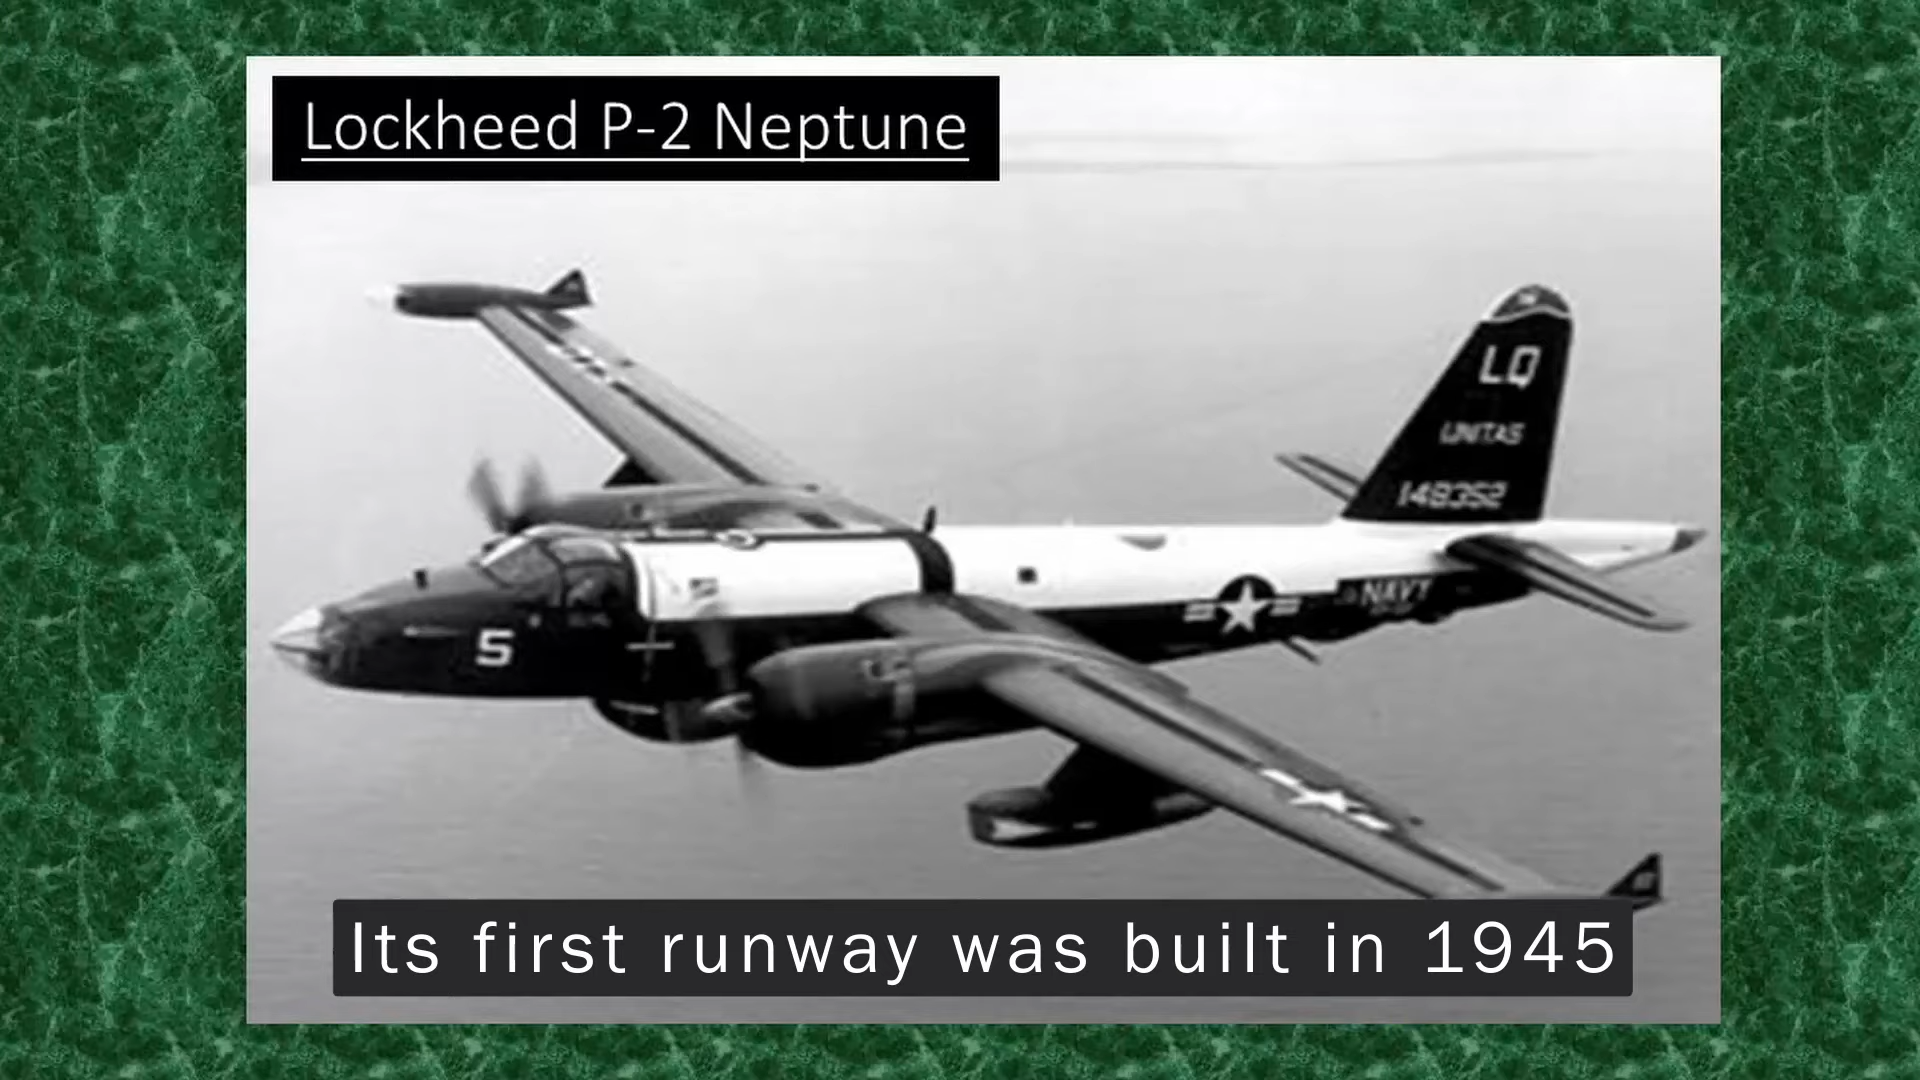 Lockheed P-2 Neptune
LQ
UNITAS
148352
NAVY
5
Its first runway was built in 1945